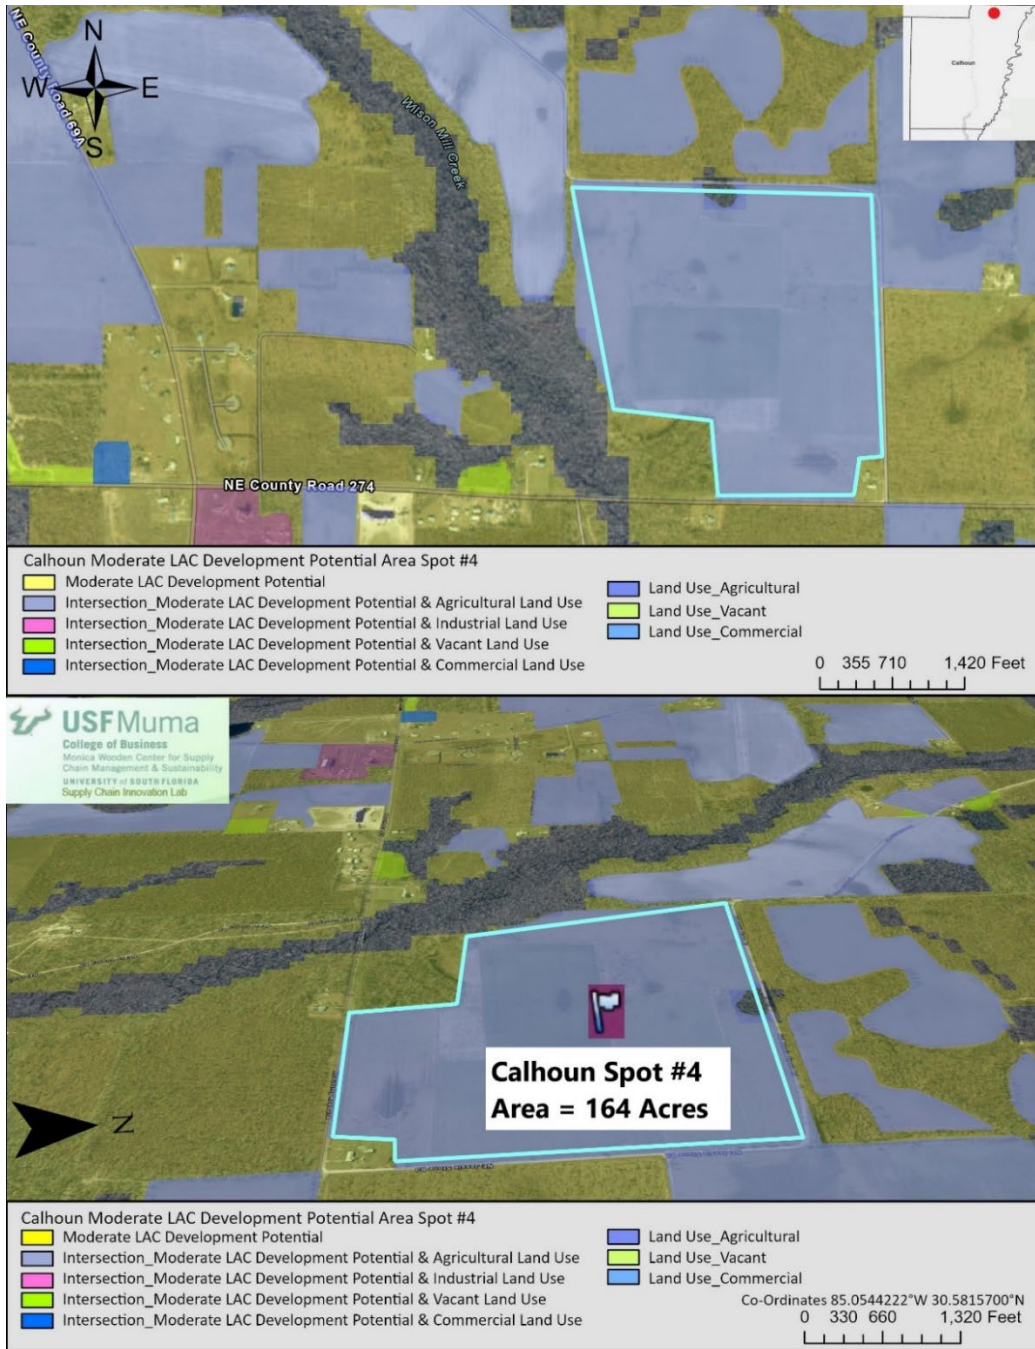 N
W E
S
NE County Road 69A
Wilson Mill Creek
Calhoun
NE County Road 274
Calhoun Moderate LAC Development Potential Area Spot #4
Moderate LAC Development Potential
Intersection_Moderate LAC Development Potential & Agricultural Land Use
Intersection_Moderate LAC Development Potential & Industrial Land Use
Intersection_Moderate LAC Development Potential & Vacant Land Use
Intersection_Moderate LAC Development Potential & Commercial Land Use
Land Use_Agricultural
Land Use_Vacant
Land Use_Commercial
0 355 710 1,420 Feet
USF Muma
College of Business
Monica Wooden Center for Supply
Chain Management & Sustainability
UNIVERSITY of SOUTH FLORIDA
Supply Chain Innovation Lab
Calhoun Spot #4
Area = 164 Acres
N
Calhoun Moderate LAC Development Potential Area Spot #4
Moderate LAC Development Potential
Intersection_Moderate LAC Development Potential & Agricultural Land Use
Intersection_Moderate LAC Development Potential & Industrial Land Use
Intersection_Moderate LAC Development Potential & Vacant Land Use
Intersection_Moderate LAC Development Potential & Commercial Land Use
Land Use_Agricultural
Land Use_Vacant
Land Use_Commercial
Co-Ordinates 85.0544222°W 30.5815700°N
0 330 660 1,320 Feet